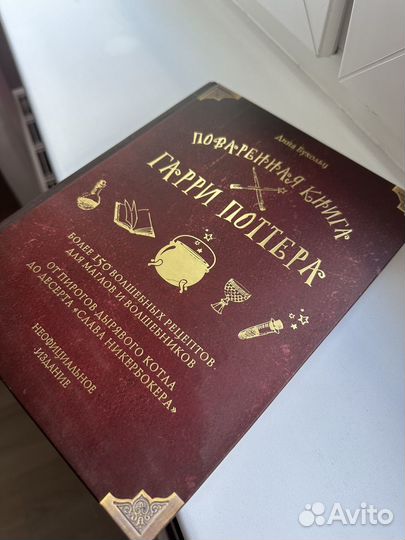 Дина Бухольц
ПОВАРЕННАЯ КНИГА
ГАРРИ ПОТТЕРА
БОЛЕЕ 150 ВОЛШЕБНЫХ РЕЦЕПТОВ
ДЛЯ МАГЛОВ И ВОЛШЕБНИКОВ
ОТ ПИРОГОВ ДЫРЯВОГО КОТЛА
ДО ДЕСЕРТА «СЛАВА НИКЕРБОКЕРА»
НЕОФИЦИАЛЬНОЕ
ИЗДАНИЕ
Avito